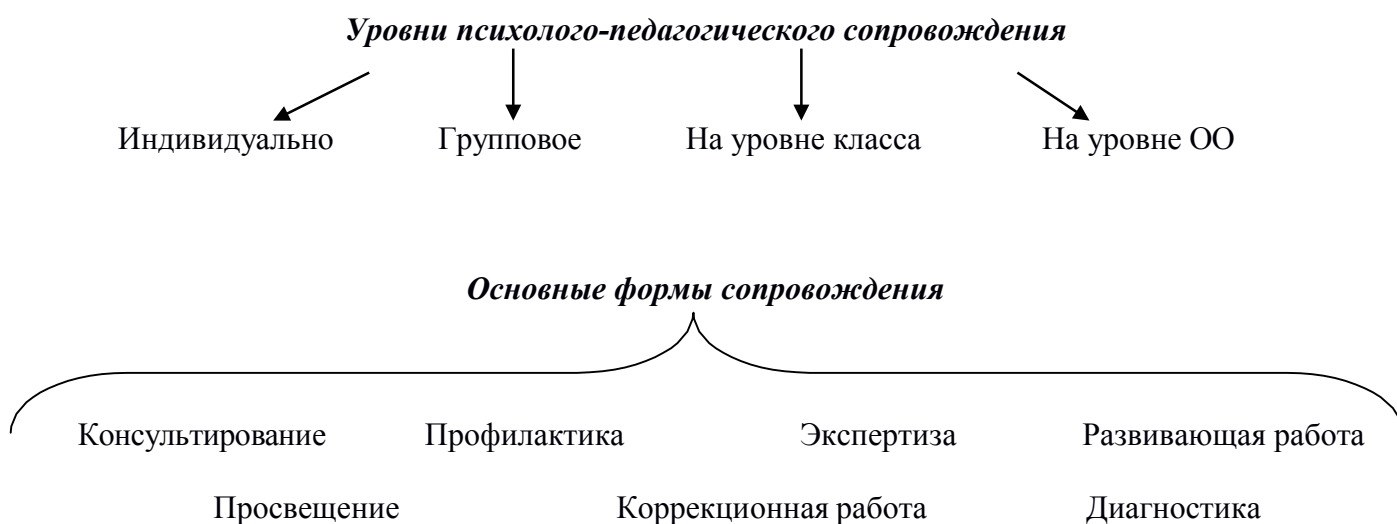 Уровни психолого-педагогического сопровождения
Индивидуально Групповое На уровне класса На уровне ОО
Основные формы сопровождения
Консультирование Профилактика Экспертиза Развивающая работа
Просвещение Коррекционная работа Диагностика